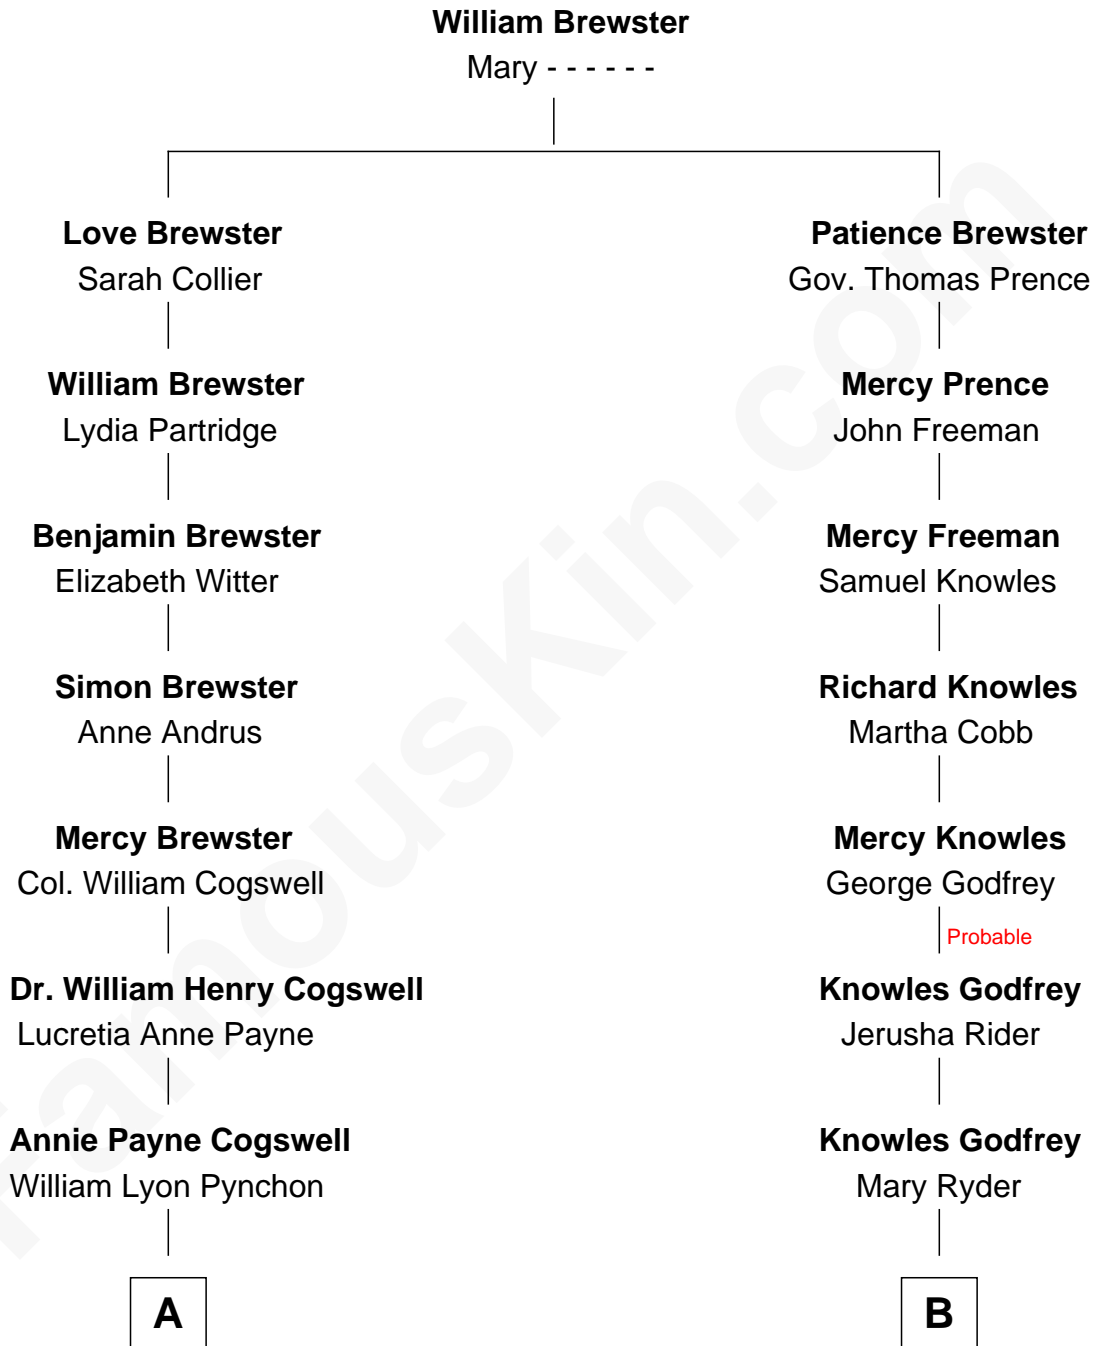 William Brewster
Mary - - - - - -
Love Brewster
Sarah Collier
William Brewster
Lydia Partridge
Benjamin Brewster
Elizabeth Witter
Simon Brewster
Anne Andrus
Mercy Brewster
Col. William Cogswell
Dr. William Henry Cogswell
Lucretia Anne Payne
Annie Payne Cogswell
William Lyon Pynchon
A
Patience Brewster
Gov. Thomas Prence
Mercy Prence
John Freeman
Mercy Freeman
Samuel Knowles
Richard Knowles
Martha Cobb
Mercy Knowles
George Godfrey
Probable
Knowles Godfrey
Jerusha Rider
Knowles Godfrey
Mary Ryder
B
FamousKin.com